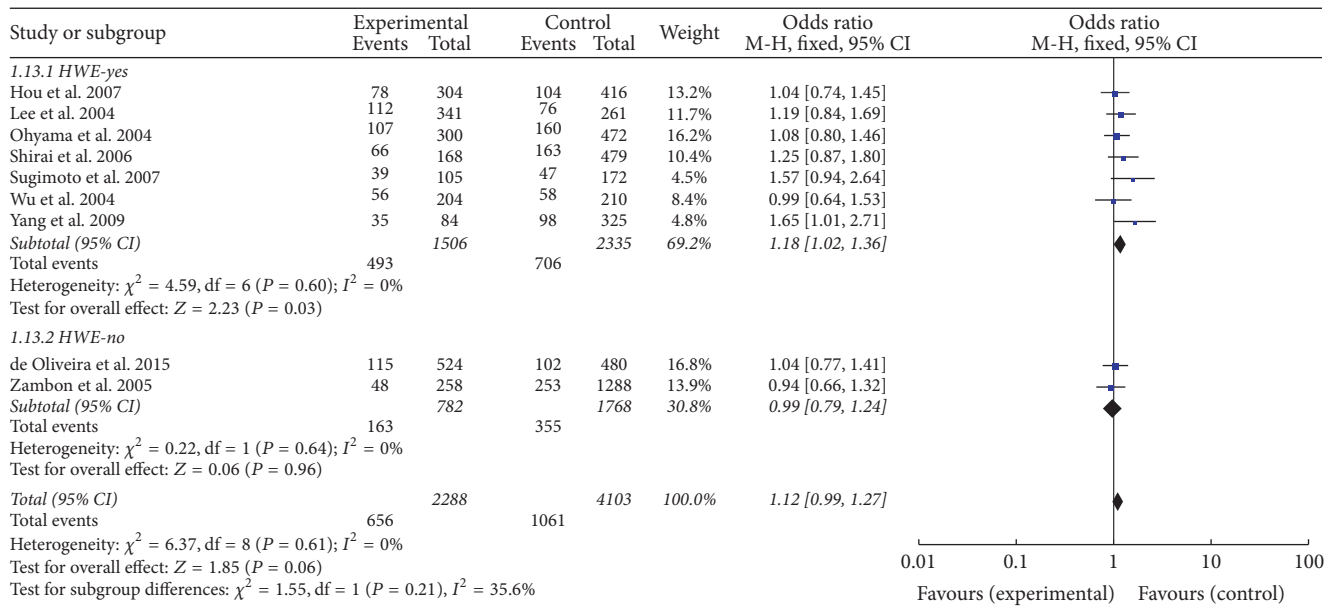 Study or subgroup Experimental Control Weight Odds ratio Odds ratio
Events Total Events Total M-H, fixed, 95% CI M-H, fixed, 95% CI
1.13.1 HWE-yes
Hou et al. 2007 78 304 104 416 13.2% 1.04 [0.74, 1.45]
Lee et al. 2004 112 341 76 261 11.7% 1.19 [0.84, 1.69]
Ohyama et al. 2004 107 300 160 472 16.2% 1.08 [0.80, 1.46]
Shirai et al. 2006 66 168 163 479 10.4% 1.25 [0.87, 1.80]
Sugimoto et al. 2007 39 105 47 172 4.5% 1.57 [0.94, 2.64]
Wu et al. 2004 56 204 58 210 8.4% 0.99 [0.64, 1.53]
Yang et al. 2009 35 84 98 325 4.8% 1.65 [1.01, 2.71]
Subtotal (95% CI) 1506 2335 69.2% 1.18 [1.02, 1.36]
Total events 493 706
Heterogeneity: χ² = 4.59, df = 6 (P = 0.60); I² = 0%
Test for overall effect: Z = 2.23 (P = 0.03)
1.13.2 HWE-no
de Oliveira et al. 2015 115 524 102 480 16.8% 1.04 [0.77, 1.41]
Zambon et al. 2005 48 258 253 1288 13.9% 0.94 [0.66, 1.32]
Subtotal (95% CI) 782 1768 30.8% 0.99 [0.79, 1.24]
Total events 163 355
Heterogeneity: χ² = 0.22, df = 1 (P = 0.64); I² = 0%
Test for overall effect: Z = 0.06 (P = 0.96)
Total (95% CI) 2288 4103 100.0% 1.12 [0.99, 1.27]
Total events 656 1061
Heterogeneity: χ² = 6.37, df = 8 (P = 0.61); I² = 0%
Test for overall effect: Z = 1.85 (P = 0.06)
Test for subgroup differences: χ² = 1.55, df = 1 (P = 0.21), I² = 35.6%
0.01 0.1 1 10 100
Favours (experimental) Favours (control)